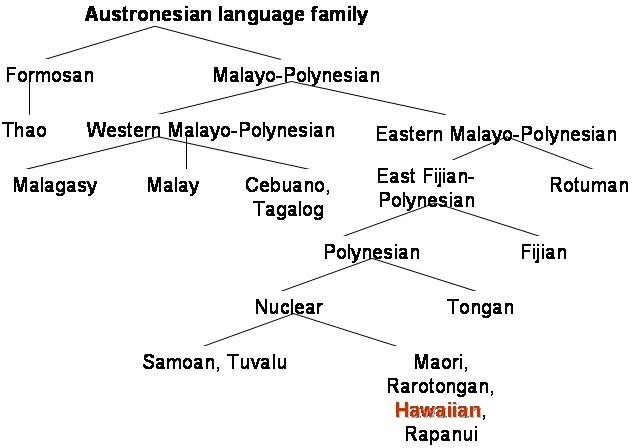 Austronesian language family
Formosan
Malayo-Polynesian
Thao
Western Malayo-Polynesian
Eastern Malayo-Polynesian
Malagasy
Malay
Cebuano,
Tagalog
East Fijian-
Polynesian
Rotuman
Polynesian
Fijian
Nuclear
Tongan
Samoan, Tuvalu
Maori,
Rarotongan,
Hawaiian,
Rapanui